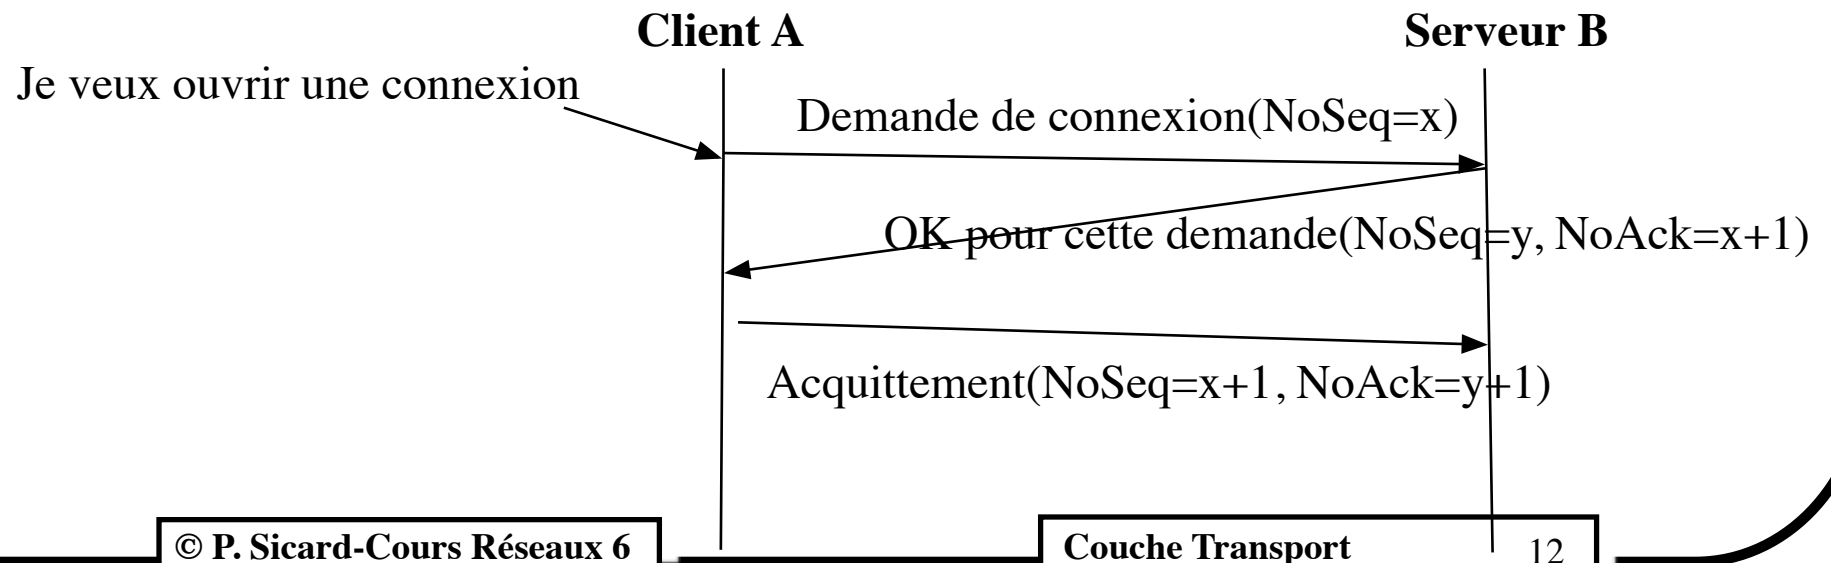 Client A
Serveur B
Je veux ouvrir une connexion
Demande de connexion(NoSeq=x)
OK pour cette demande(NoSeq=y, NoAck=x+1)
Acquittement(NoSeq=x+1, NoAck=y+1)
© P. Sicard-Cours Réseaux 6
Couche Transport
12